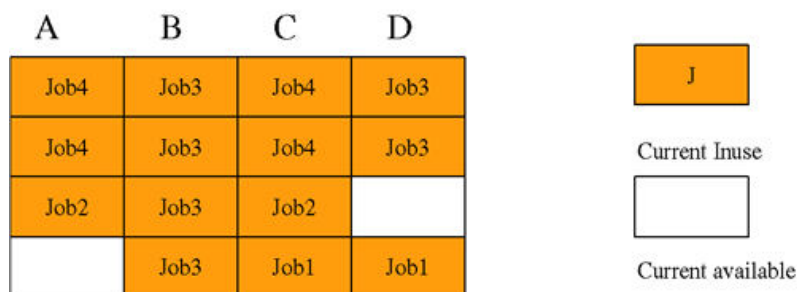 A B C D
Job4 Job3 Job4 Job3
J
Job4 Job3 Job4 Job3
Current Inuse
Job2 Job3 Job2
Job3 Job1 Job1
Current available